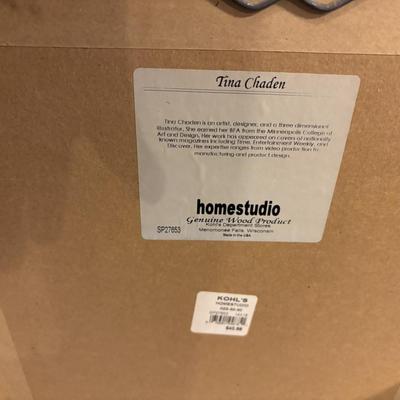 Tina Chaden
Tina Chaden is an artist, designer, and a three dimensional
illustrator. She earned her BFA from the Minneapolis College of
Art and Design. Her work has appeared on covers of nationally
known magazines including Time, Entertainment Weekly, and
Discover. Her expertise ranges from video production to
manufacturing and product design.
homestudio
Genuine Wood Product
Kohl's Department Stores
SP27653 Menomonee Falls, Wisconsin
Made in the USA
KOHL'S
HOMESTUDIO